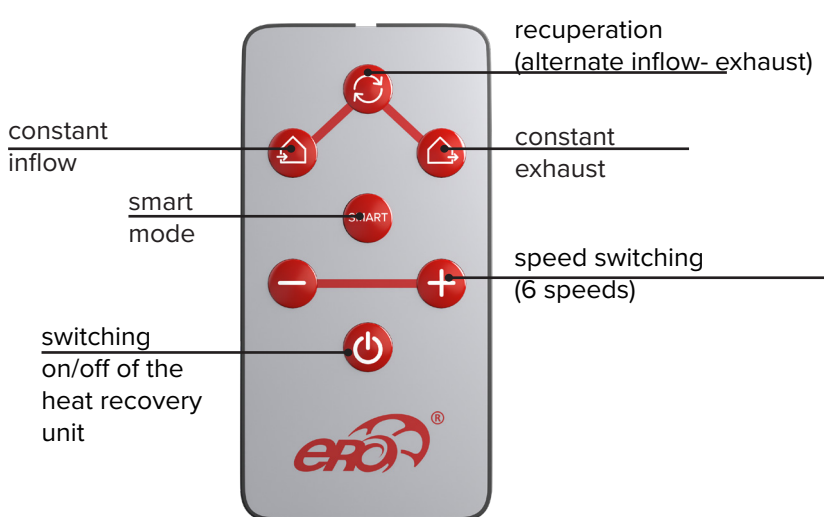 recuperation
(alternate inflow- exhaust)
constant
inflow
constant
exhaust
smart
mode
SMART
speed switching
(6 speeds)
switching
on/off of the
heat recovery
unit
ERO®